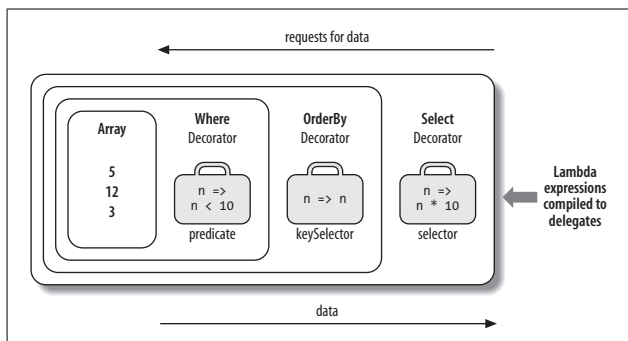 requests for data
Array
5
12
3
Where
Decorator
n =>
n < 10
predicate
OrderBy
Decorator
n => n
keySelector
Select
Decorator
n =>
n * 10
selector
Lambda
expressions
compiled to
delegates
data